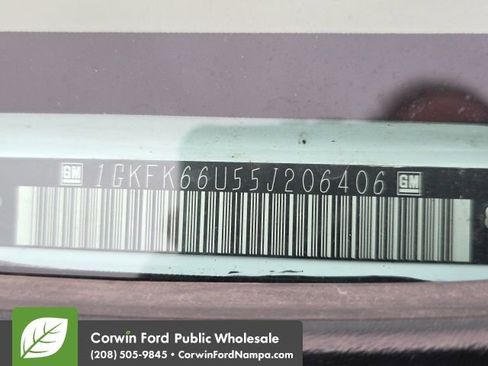 GM 1GKFK66U55J206406 GM
Corwin Ford Public Wholesale
(208) 505-9845 • CorwinFordNampa.com